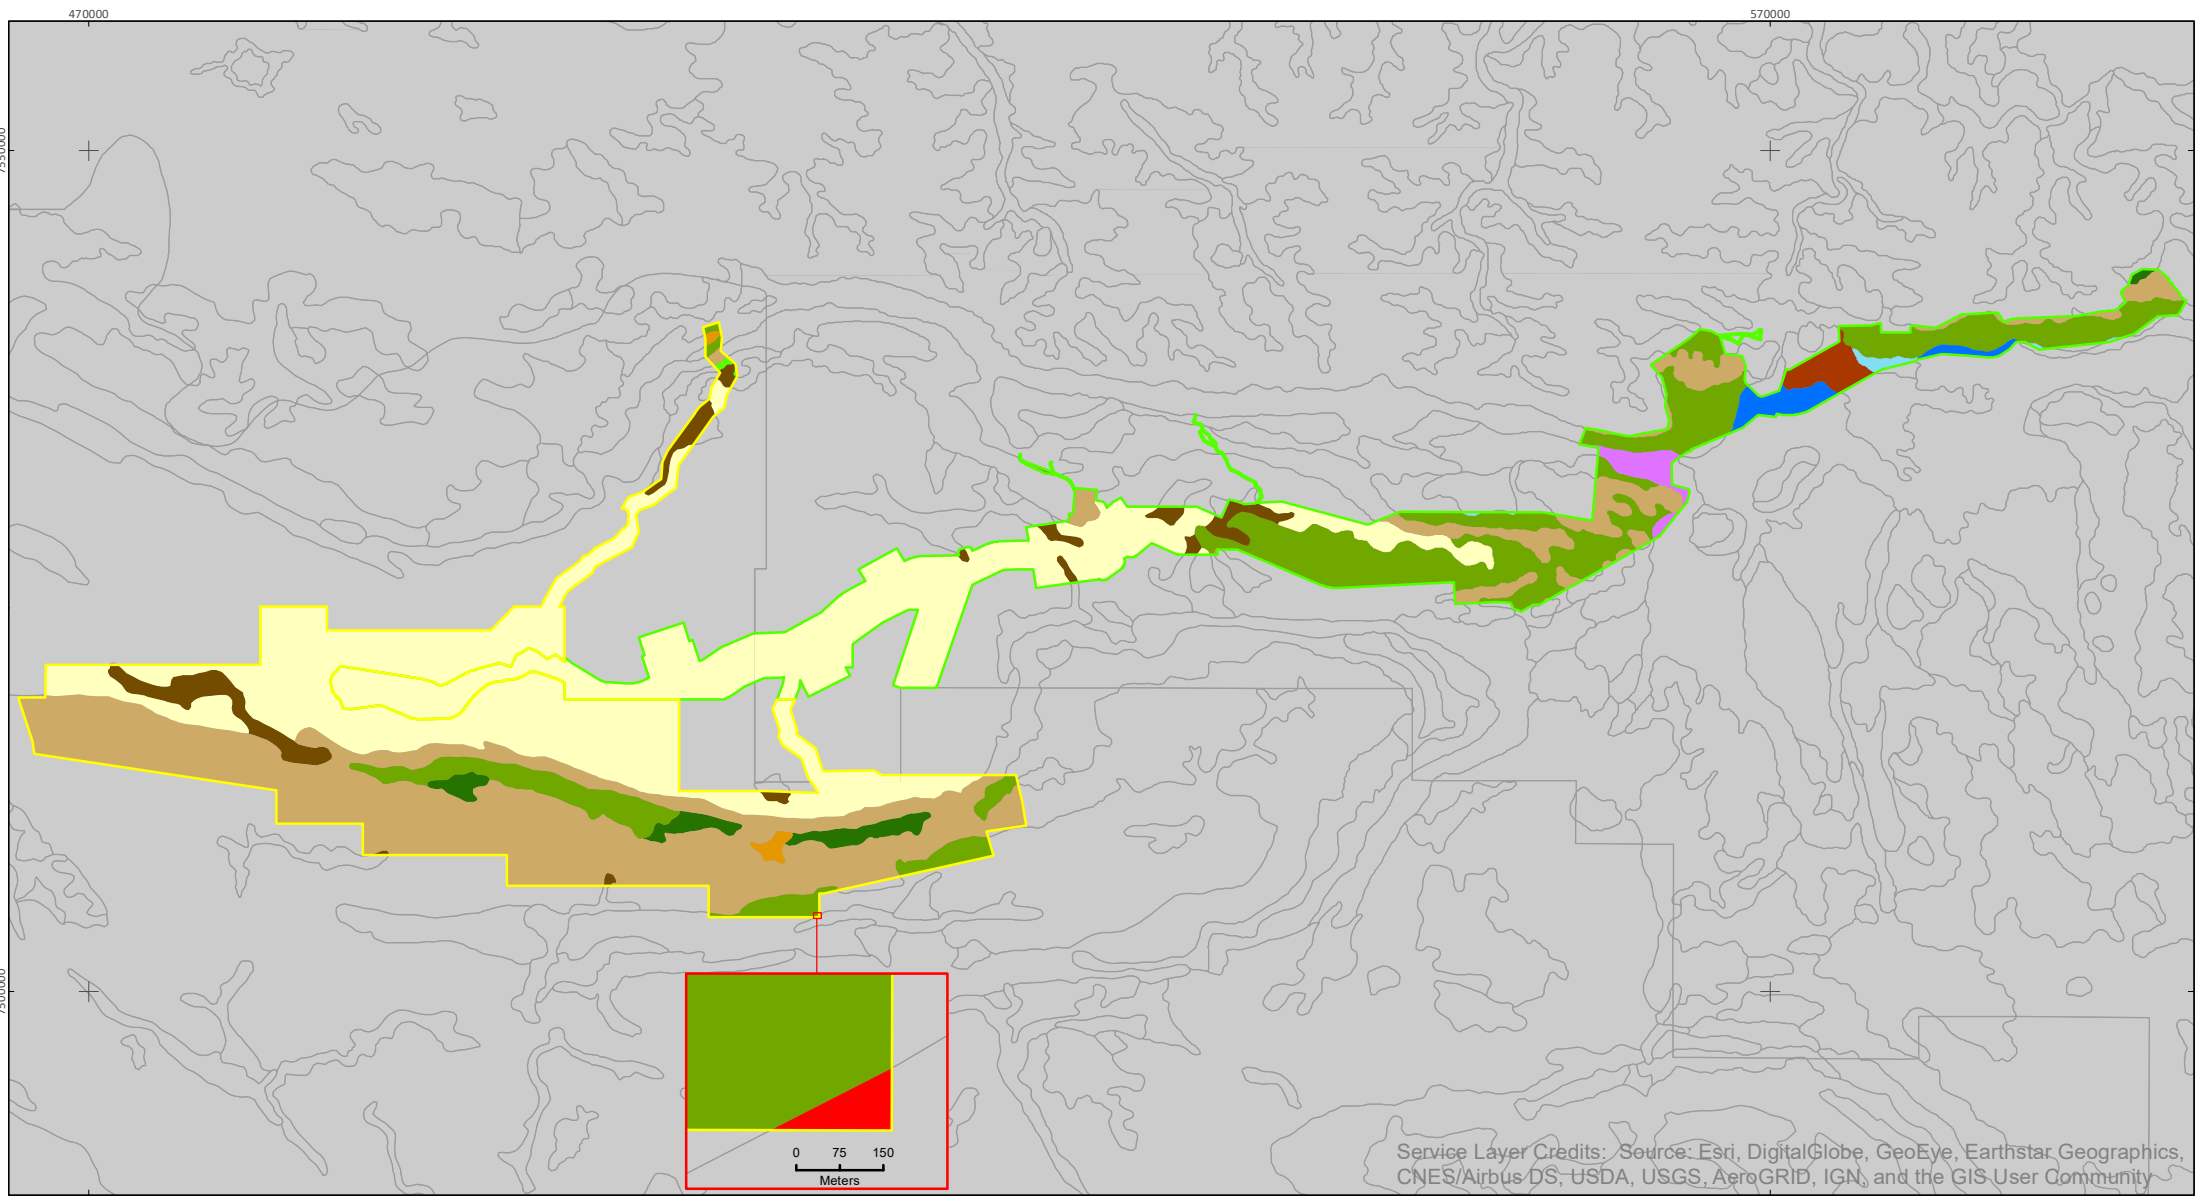 470000
570000
0 75 150
Meters
Service Layer Credits: Source: Esri, DigitalGlobe, GeoEye, Earthstar Geographics,
CNES/Airbus DS, USDA, USGS, AeroGRID, IGN, and the GIS User Community